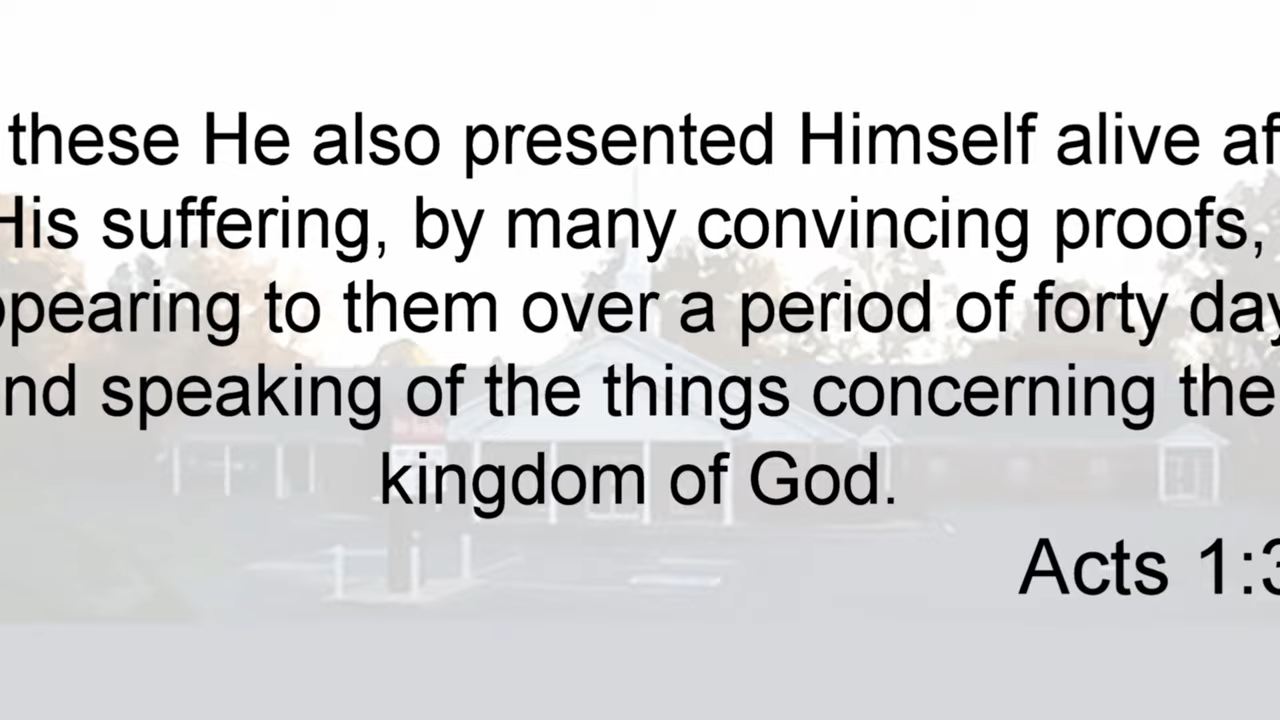 these He also presented Himself alive af
His suffering, by many convincing proofs,
ppearing to them over a period of forty day
nd speaking of the things concerning the
kingdom of God.
Acts 1:3